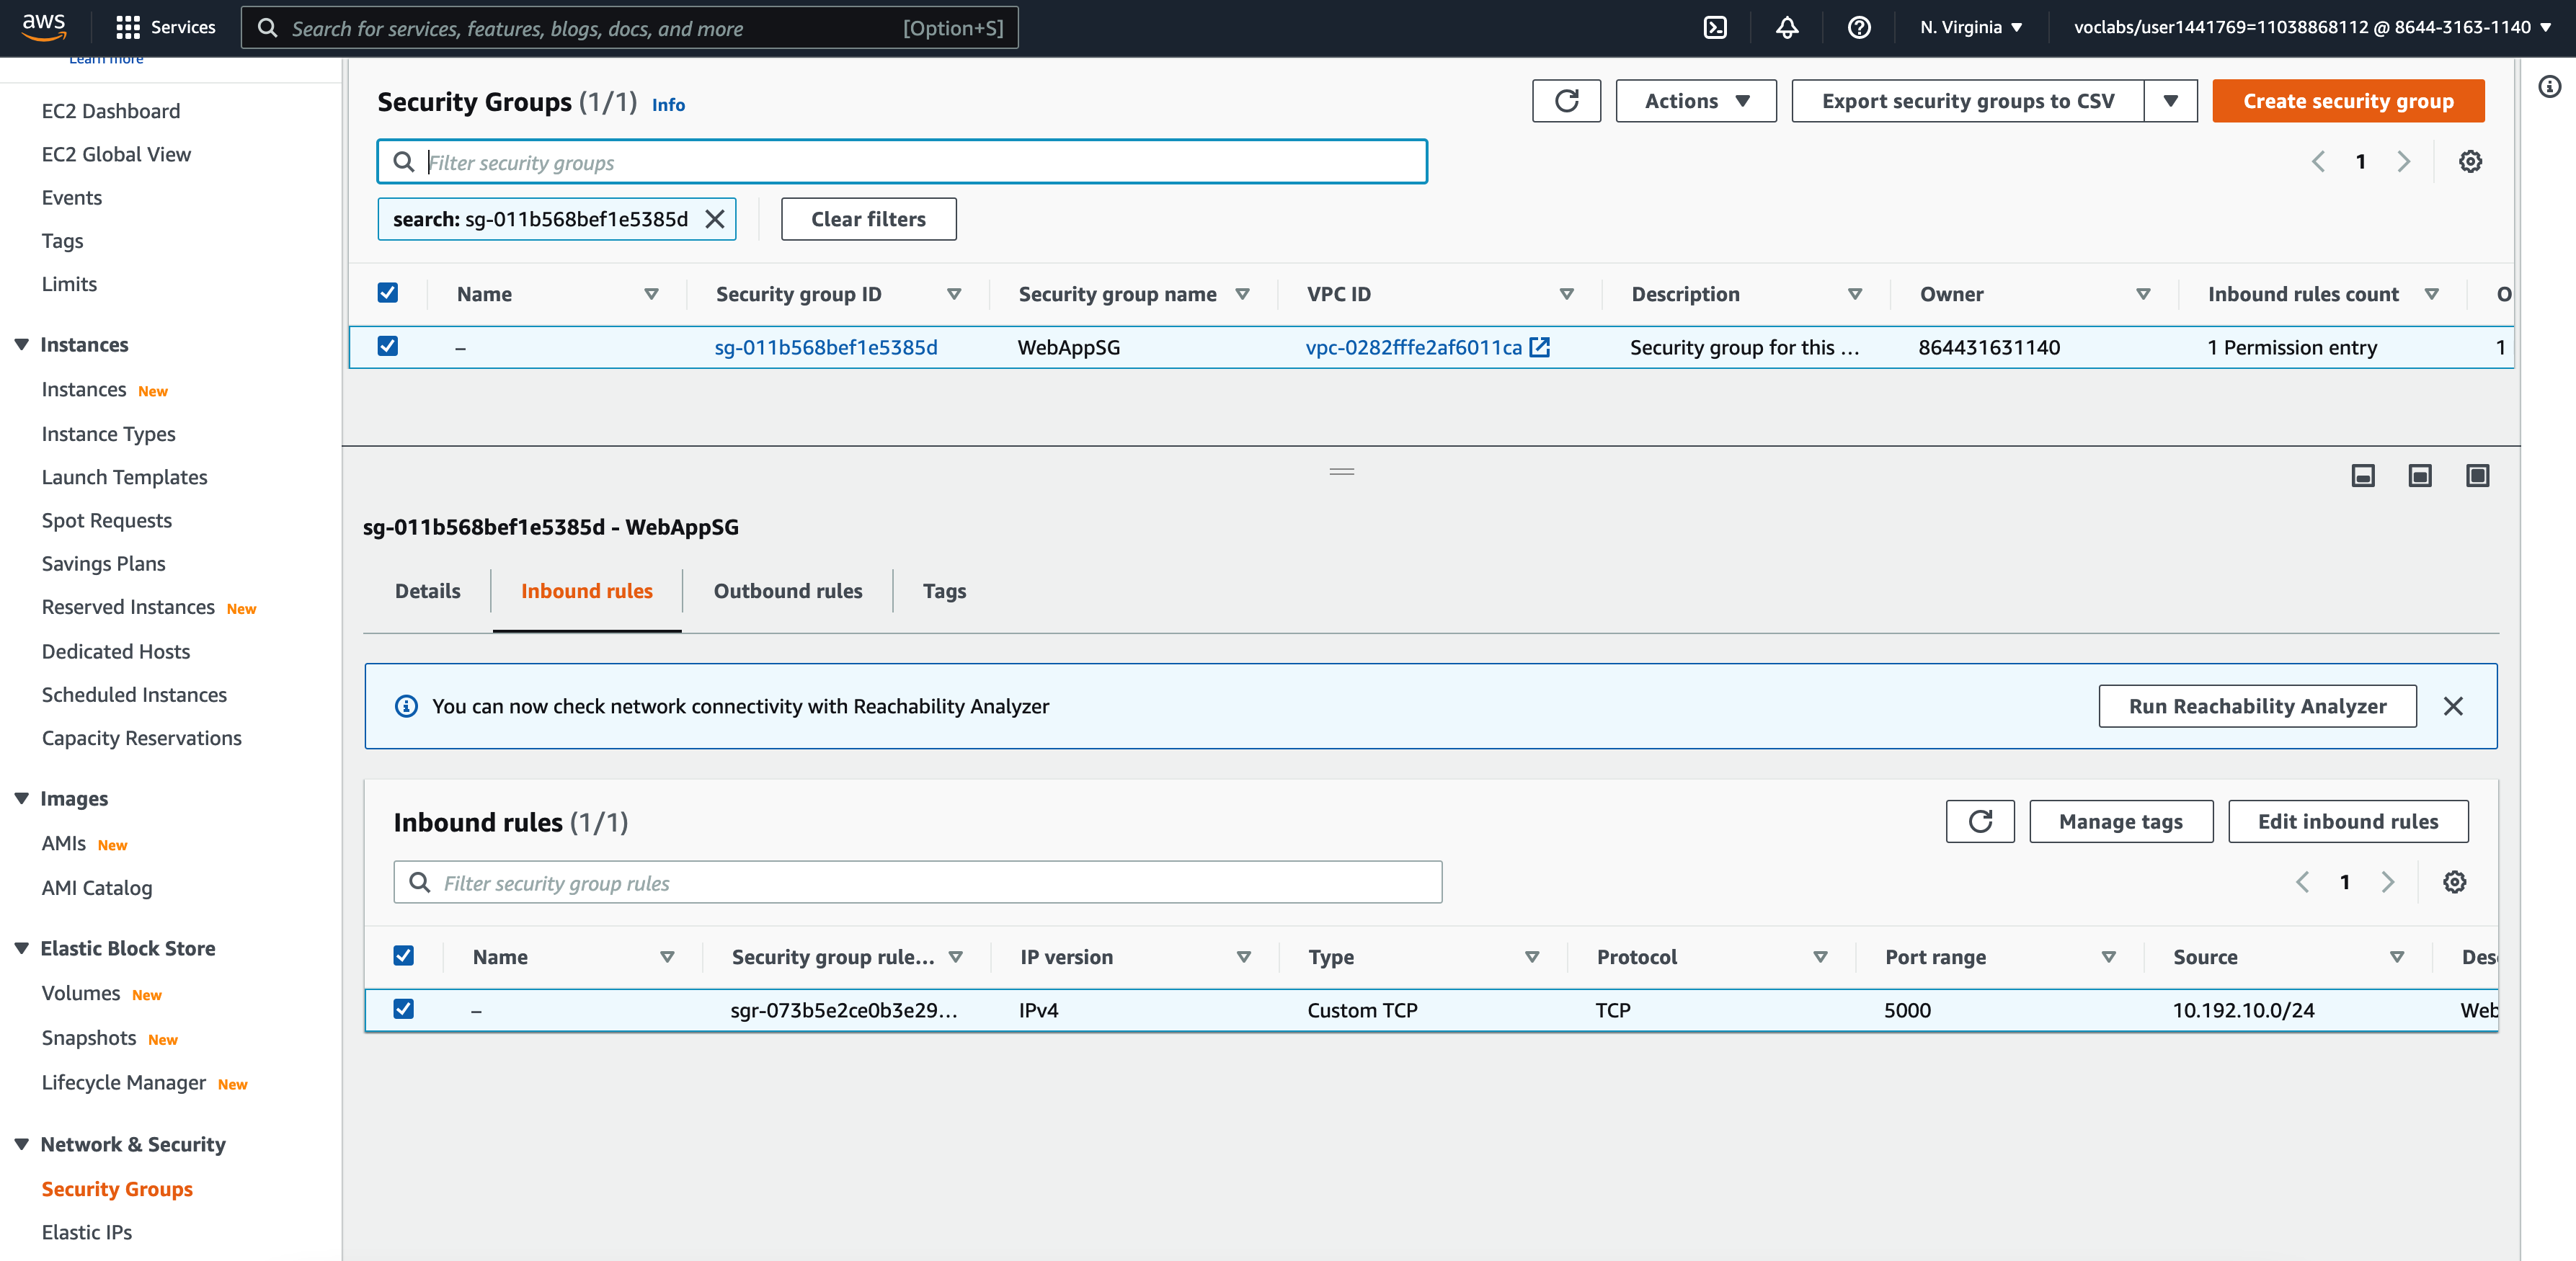 aws
Services
Search for services, features, blogs, docs, and more [Option+S]
N. Virginia
voclabs/user1441769=11038868112 @ 8644-3163-1140
Learn more
EC2 Dashboard
EC2 Global View
Events
Tags
Limits
Instances
Instances New
Instance Types
Launch Templates
Spot Requests
Savings Plans
Reserved Instances New
Dedicated Hosts
Scheduled Instances
Capacity Reservations
Images
AMIs New
AMI Catalog
Elastic Block Store
Volumes New
Snapshots New
Lifecycle Manager New
Network & Security
Security Groups
Elastic IPs
Security Groups (1/1) Info
Actions
Export security groups to CSV
Create security group
Filter security groups
1
search: sg-011b568bef1e5385d
Clear filters
Name Security group ID Security group name VPC ID Description Owner Inbound rules count O
– sg-011b568bef1e5385d WebAppSG vpc-0282fffe2af6011ca Security group for this ... 864431631140 1 Permission entry 1
sg-011b568bef1e5385d - WebAppSG
Details Inbound rules Outbound rules Tags
You can now check network connectivity with Reachability Analyzer
Run Reachability Analyzer
Inbound rules (1/1)
Manage tags
Edit inbound rules
Filter security group rules
1
Name Security group rule... IP version Type Protocol Port range Source Des
– sgr-073b5e2ce0b3e29... IPv4 Custom TCP TCP 5000 10.192.10.0/24 Web